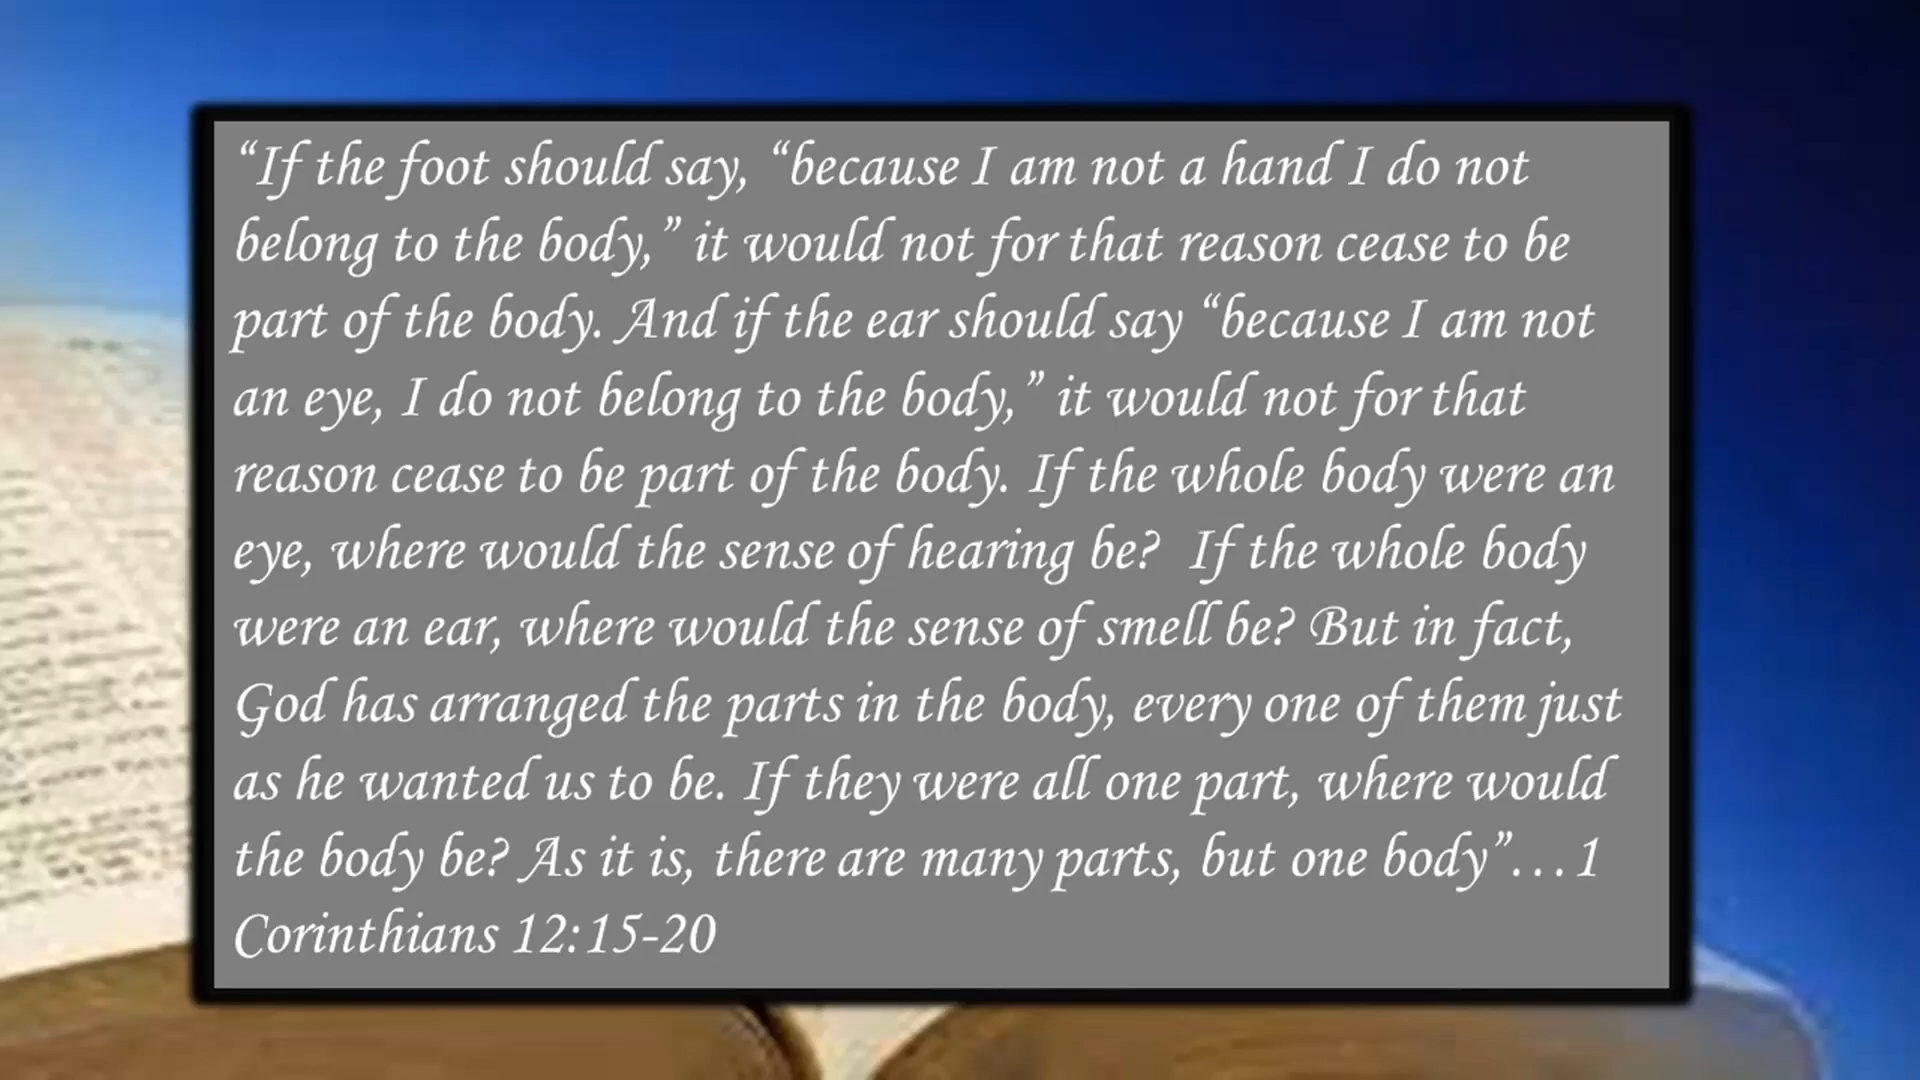 “If the foot should say, “because I am not a hand I do not
belong to the body,” it would not for that reason cease to be
part of the body. And if the ear should say “because I am not
an eye, I do not belong to the body,” it would not for that
reason cease to be part of the body. If the whole body were an
eye, where would the sense of hearing be?  If the whole body
were an ear, where would the sense of smell be? But in fact,
God has arranged the parts in the body, every one of them just
as he wanted us to be. If they were all one part, where would
the body be? As it is, there are many parts, but one body”…1
Corinthians 12:15-20